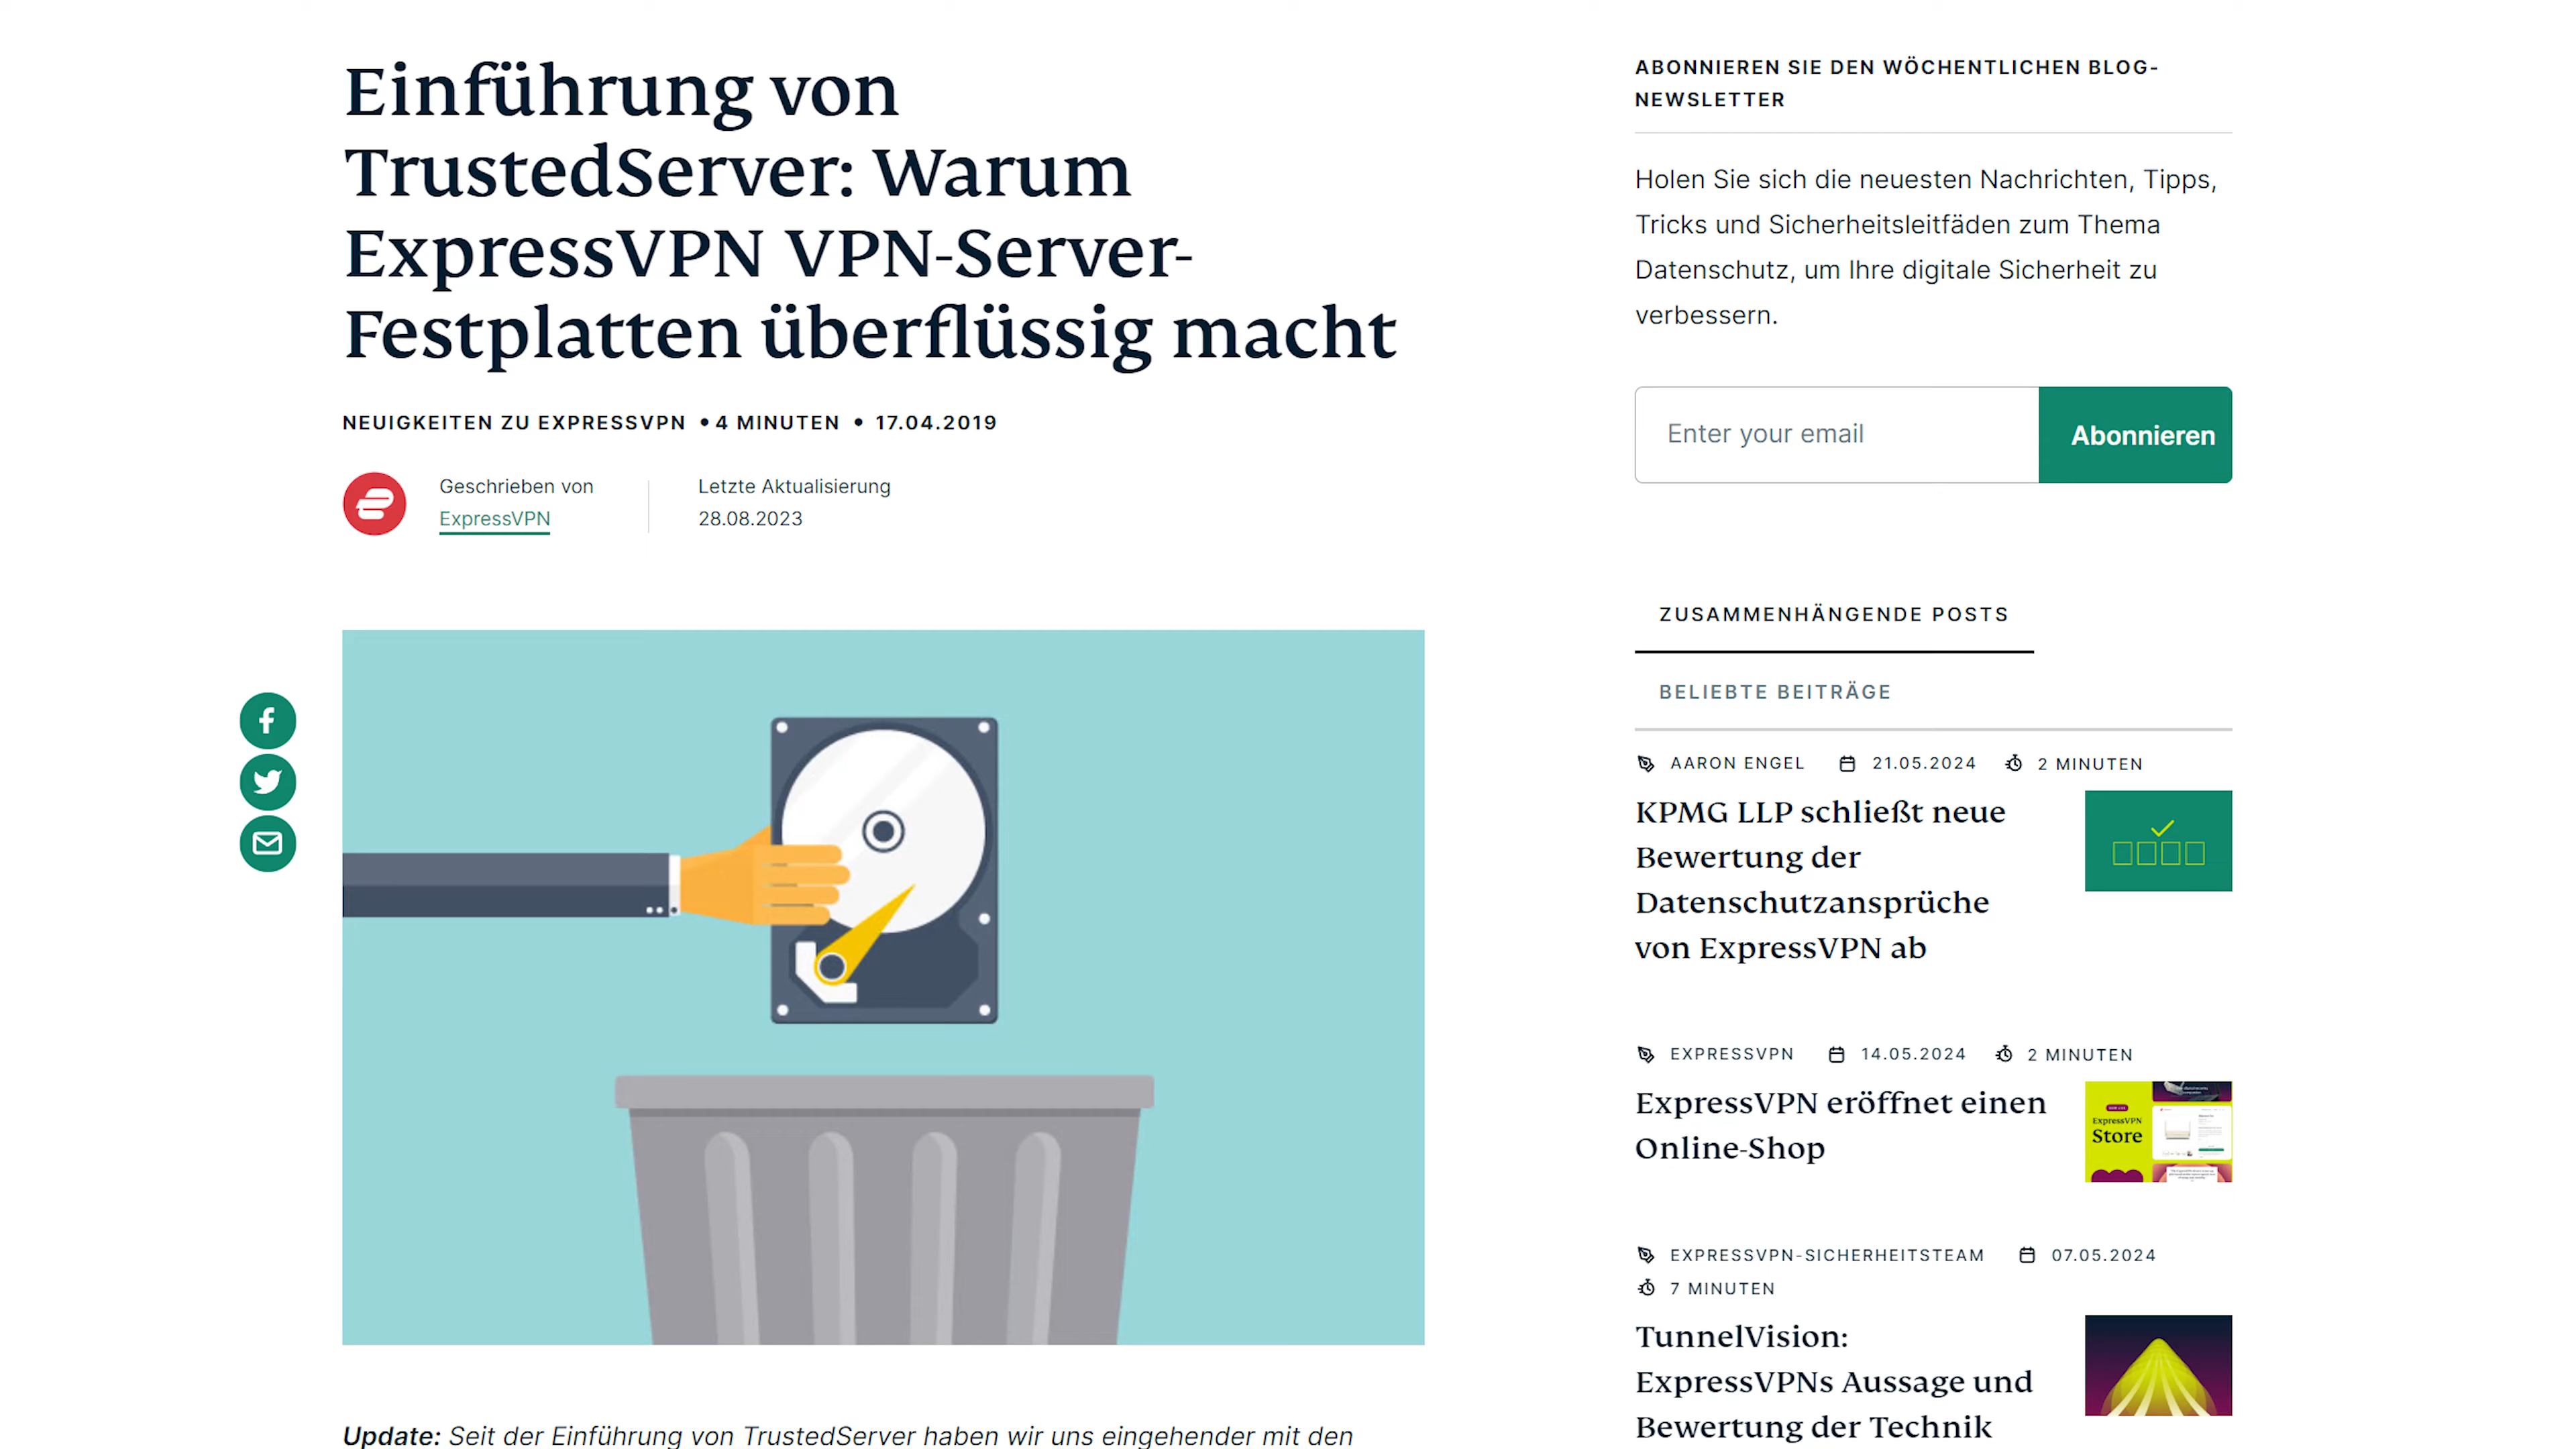 Einführung von
TrustedServer: Warum
ExpressVPN VPN-Server-
Festplatten überflüssig macht
NEUIGKEITEN ZU EXPRESSVPN • 4 MINUTEN • 17.04.2019
Geschrieben von
ExpressVPN
Letzte Aktualisierung
28.08.2023
Update: Seit der Einführung von TrustedServer haben wir uns eingehender mit den
ABONNIEREN SIE DEN WÖCHENTLICHEN BLOG-
NEWSLETTER
Holen Sie sich die neuesten Nachrichten, Tipps,
Tricks und Sicherheitsleitfäden zum Thema
Datenschutz, um Ihre digitale Sicherheit zu
verbessern.
Enter your email
Abonnieren
ZUSAMMENHÄNGENDE POSTS
BELIEBTE BEITRÄGE
AARON ENGEL 21.05.2024 2 MINUTEN
KPMG LLP schließt neue
Bewertung der
Datenschutzansprüche
von ExpressVPN ab
EXPRESSVPN 14.05.2024 2 MINUTEN
ExpressVPN eröffnet einen
Online-Shop
ExpressVPN
Store
EXPRESSVPN-SICHERHEITSTEAM 07.05.2024
7 MINUTEN
TunnelVision:
ExpressVPNs Aussage und
Bewertung der Technik